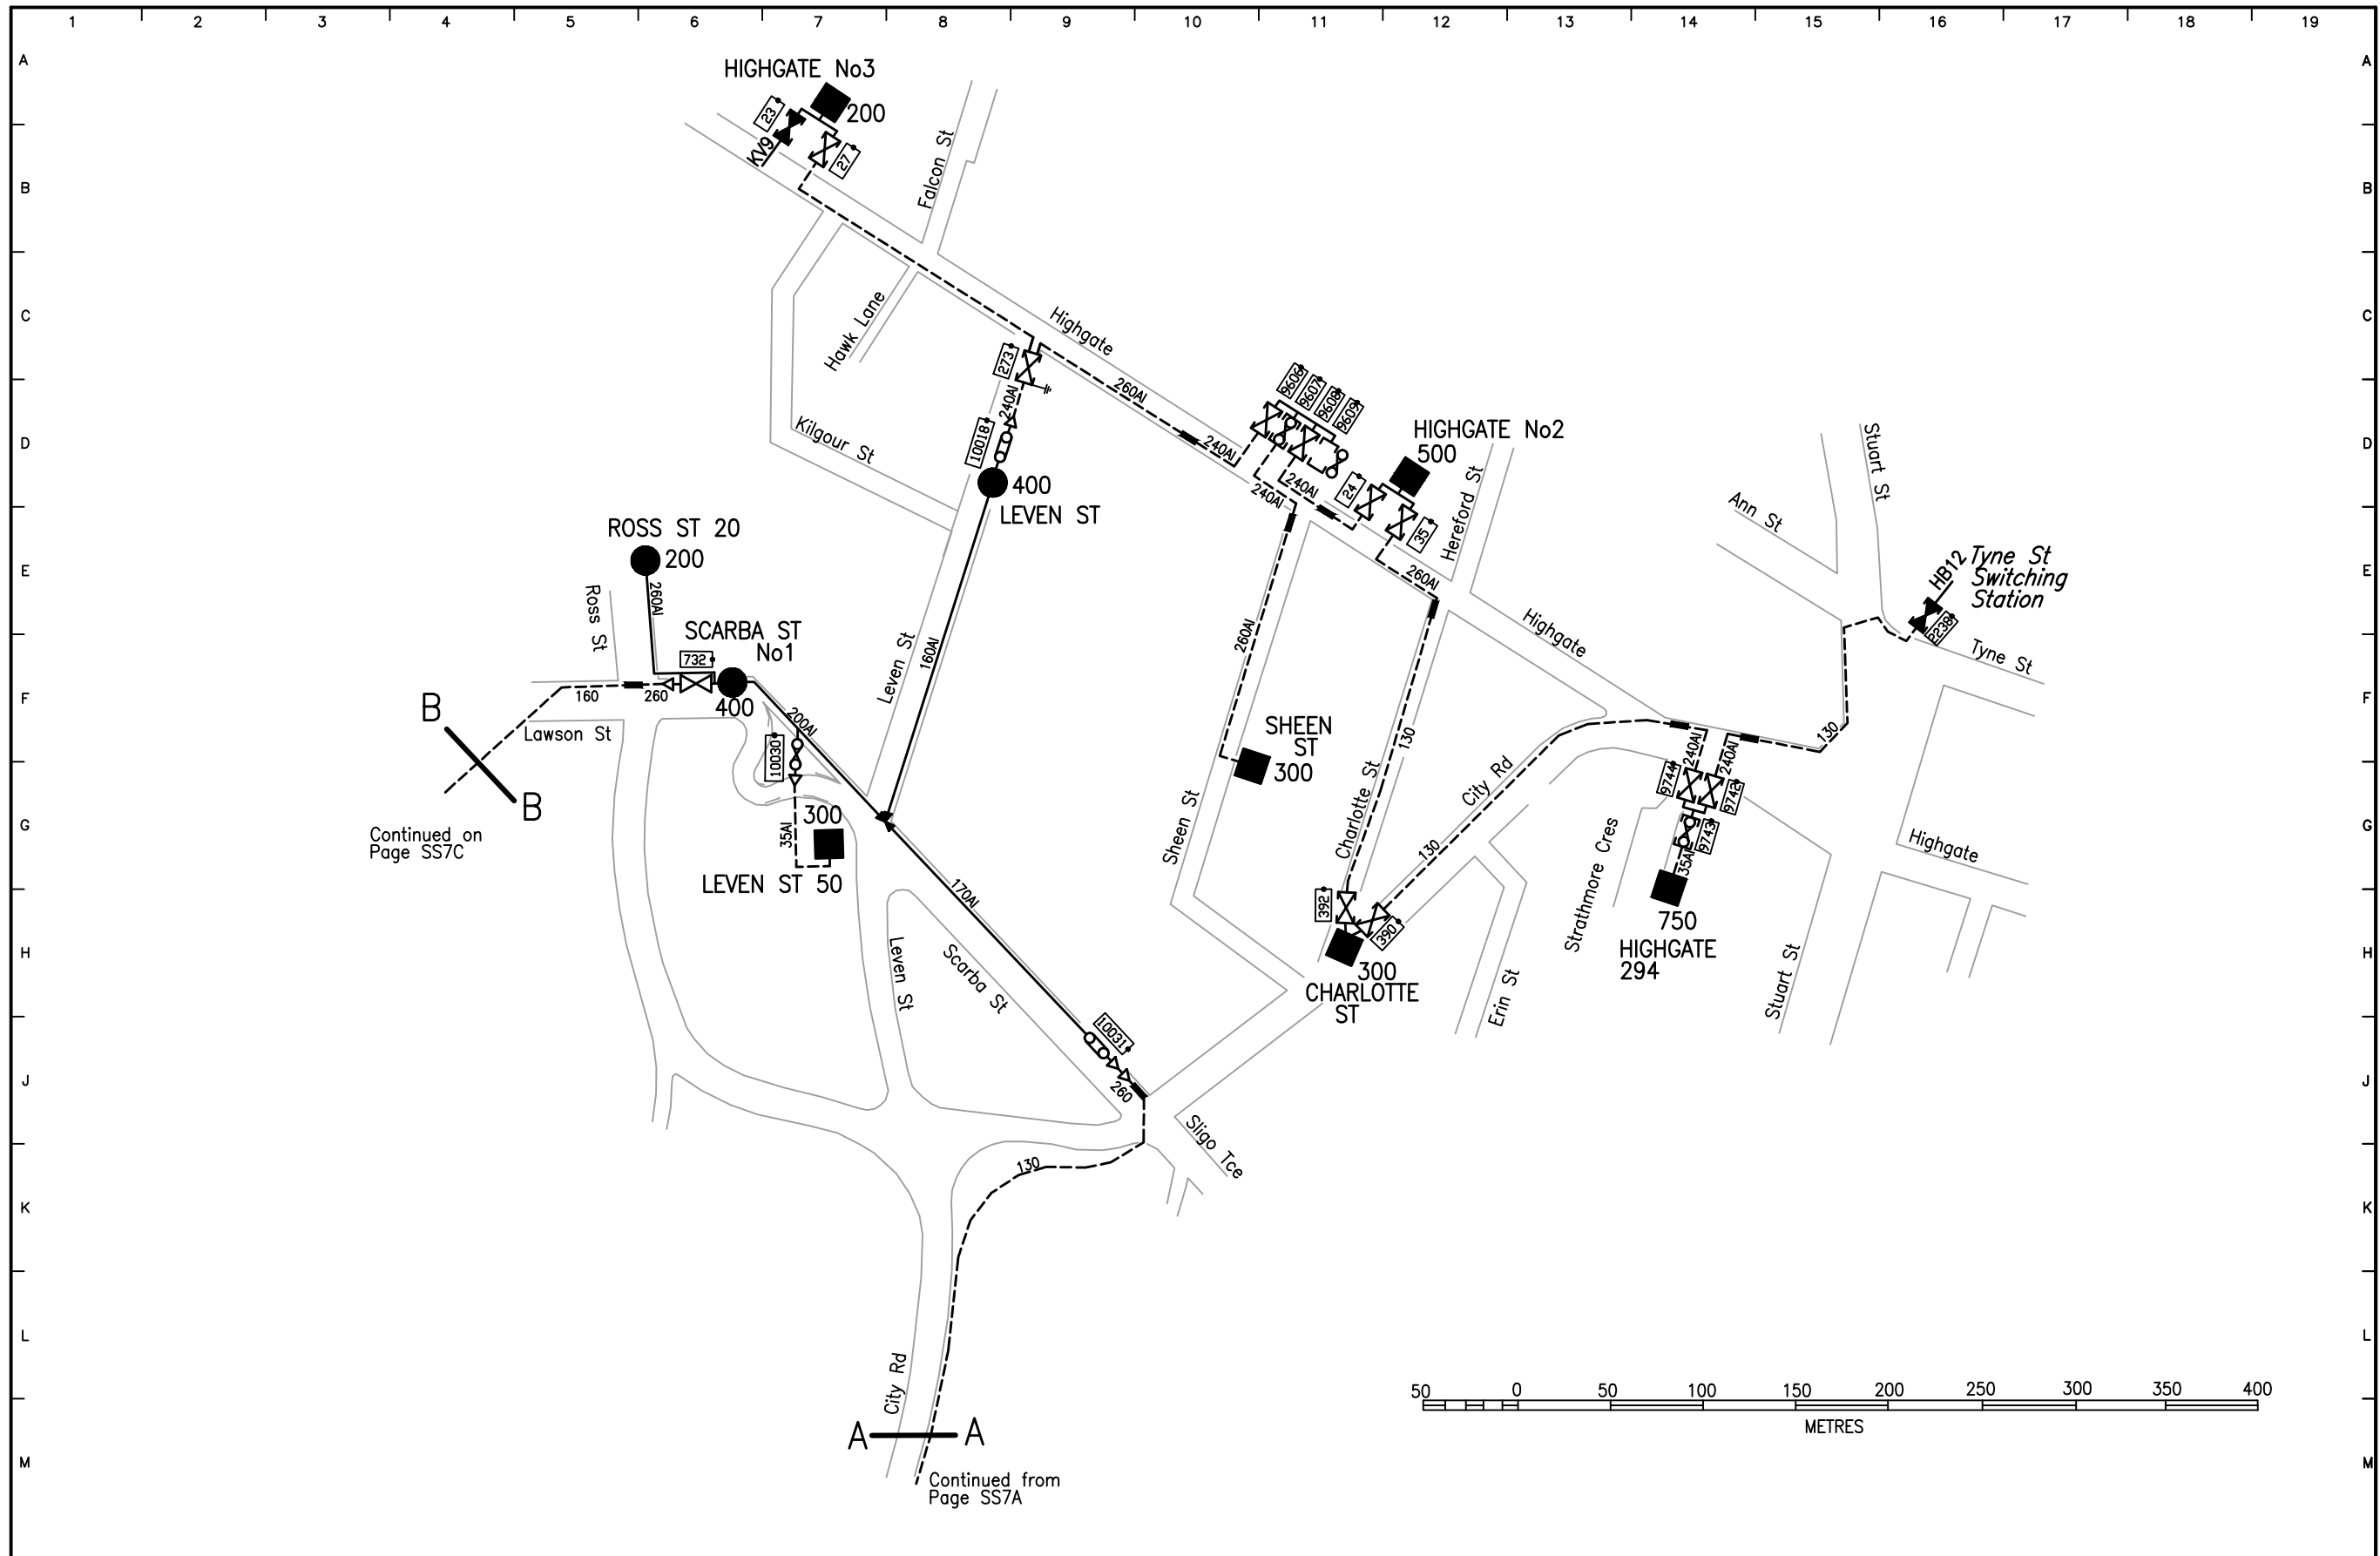 1 2 3 4 5 6 7 8 9 10 11 12 13 14 15 16 17 18 19
A A
HIGHGATE No3
200
23
27
KV9
Falcon St
B B
C C
Hawk Lane
Highgate
273
240Al
260Al
10018
Kilgour St
D D
400
LEVEN ST
9606
9607
9608
9609
HIGHGATE No2
500
240Al
240Al
240Al
24
35
Hereford St
Stuart St
Ann St
ROSS ST 20
200
260Al
Ross St
E E
260Al
HB12
Tyne St
Switching
Station
2238
Tyne St
SCARBA ST
No1
732
400
160
260
F F
Leven St
160Al
260Al
Highgate
B
B
Lawson St
200Al
10030
SHEEN
ST
300
130
Charlotte St
City Rd
240Al
240Al
130
9744
9742
9743
35Al
G G
Continued on
Page SS7C
300
35Al
LEVEN ST 50
Sheen St
130
Strathmore Cres
Highgate
170Al
392
390
750
HIGHGATE
294
H H
Leven St
Scarba St
300
CHARLOTTE
ST
Erin St
Stuart St
10031
260
J J
Sligo Tce
130
K K
L L
City Rd
50 0 50 100 150 200 250 300 350 400
METRES
A A
M M
Continued from
Page SS7A